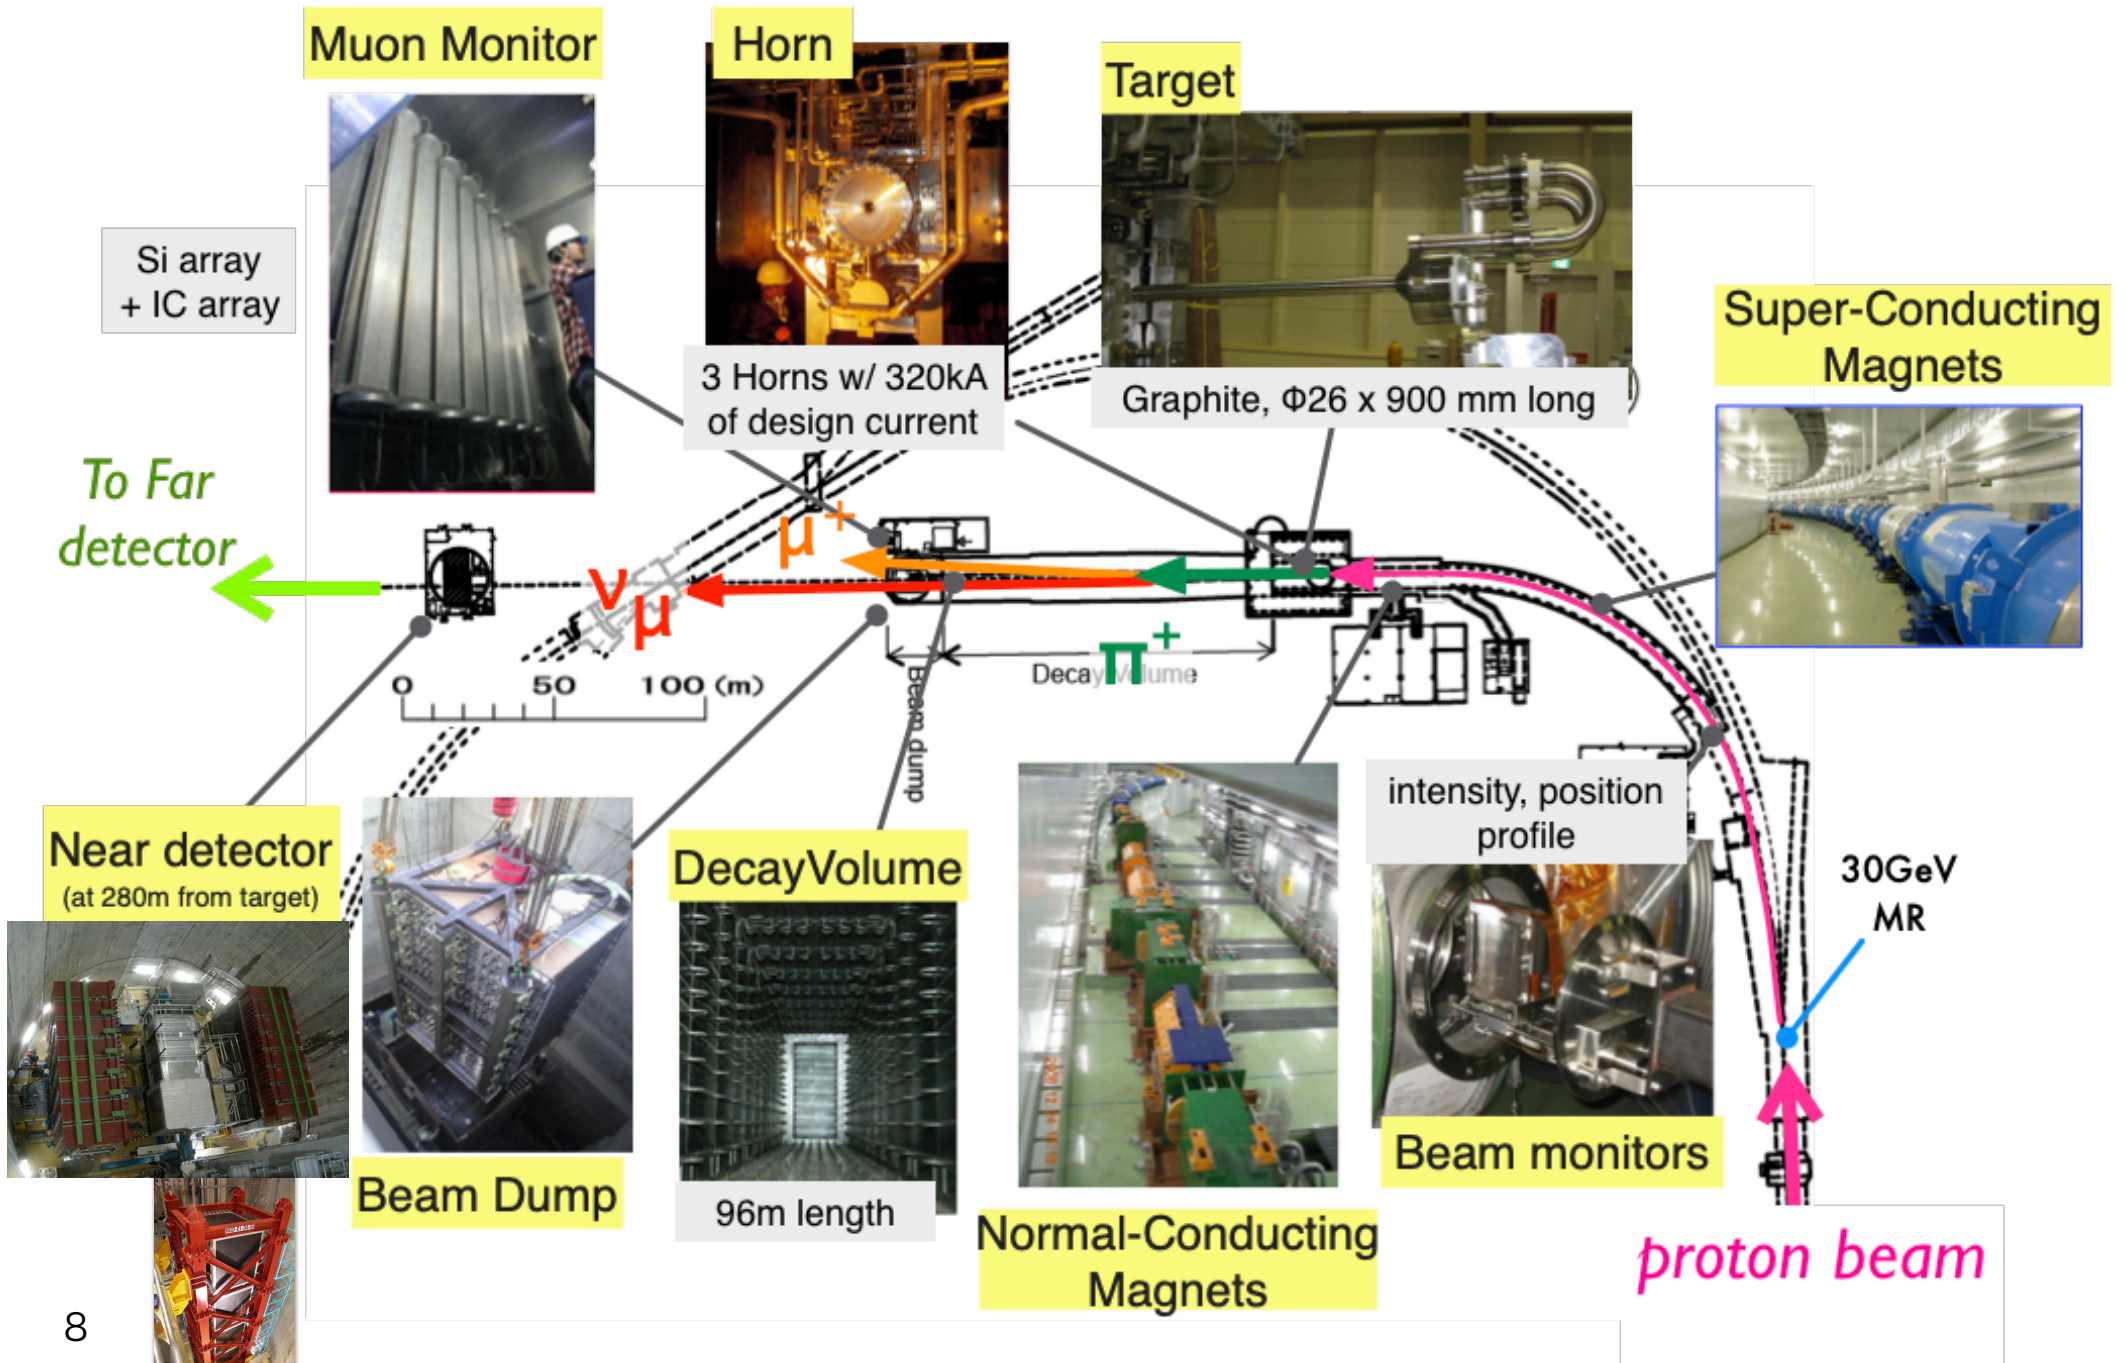 Muon Monitor
Horn
Target
Si array
+ IC array
3 Horns w/ 320kA
of design current
Graphite, Φ26 x 900 mm long
Super-Conducting
Magnets
To Far
detector
μ+
νμ
π+
0 50 100 (m)
Decay Volume
Beam dump
Near detector
(at 280m from target)
Beam Dump
DecayVolume
96m length
Normal-Conducting
Magnets
intensity, position
profile
Beam monitors
30GeV
MR
proton beam
8